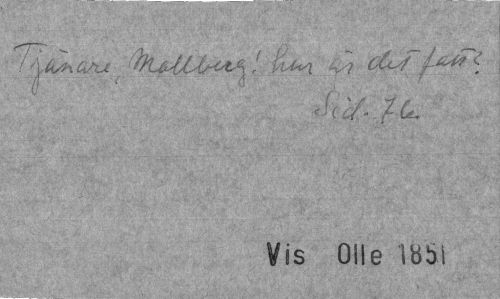 Tjänare, Mollberg! hur är det fatt?
Sid. 76.
Vis Olle 1851